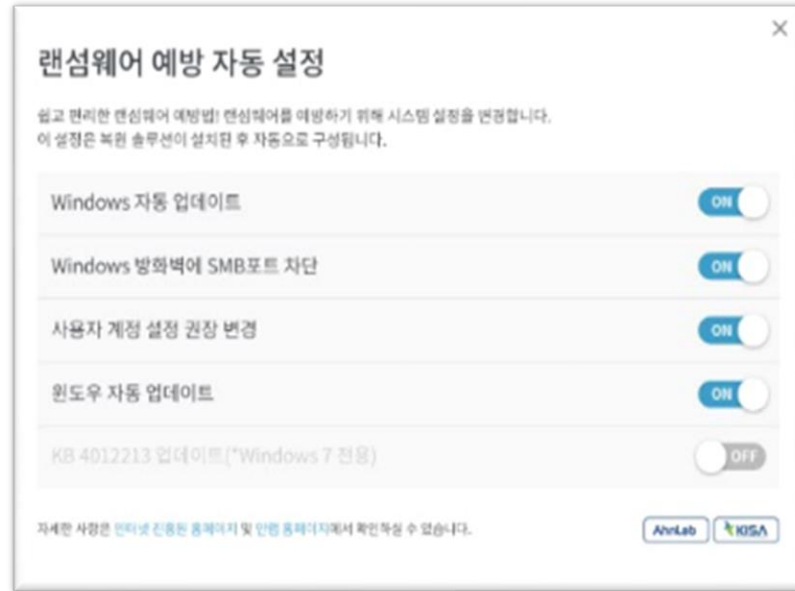 랜섬웨어 예방 자동 설정
쉽고 편리한 랜섬웨어 예방법! 랜섬웨어를 예방하기 위해 시스템 설정을 변경합니다.
이 설정은 복원 솔루션이 설치된 후 자동으로 구성됩니다.
Windows 자동 업데이트 ON
Windows 방화벽에 SMB포트 차단 ON
사용자 계정 설정 권장 변경 ON
윈도우 자동 업데이트 ON
KB 4012213 업데이트(*Windows 7 전용) OFF
자세한 사항은 인터넷 진흥원 홈페이지 및 안랩 홈페이지에서 확인하실 수 있습니다. AhnLab KISA